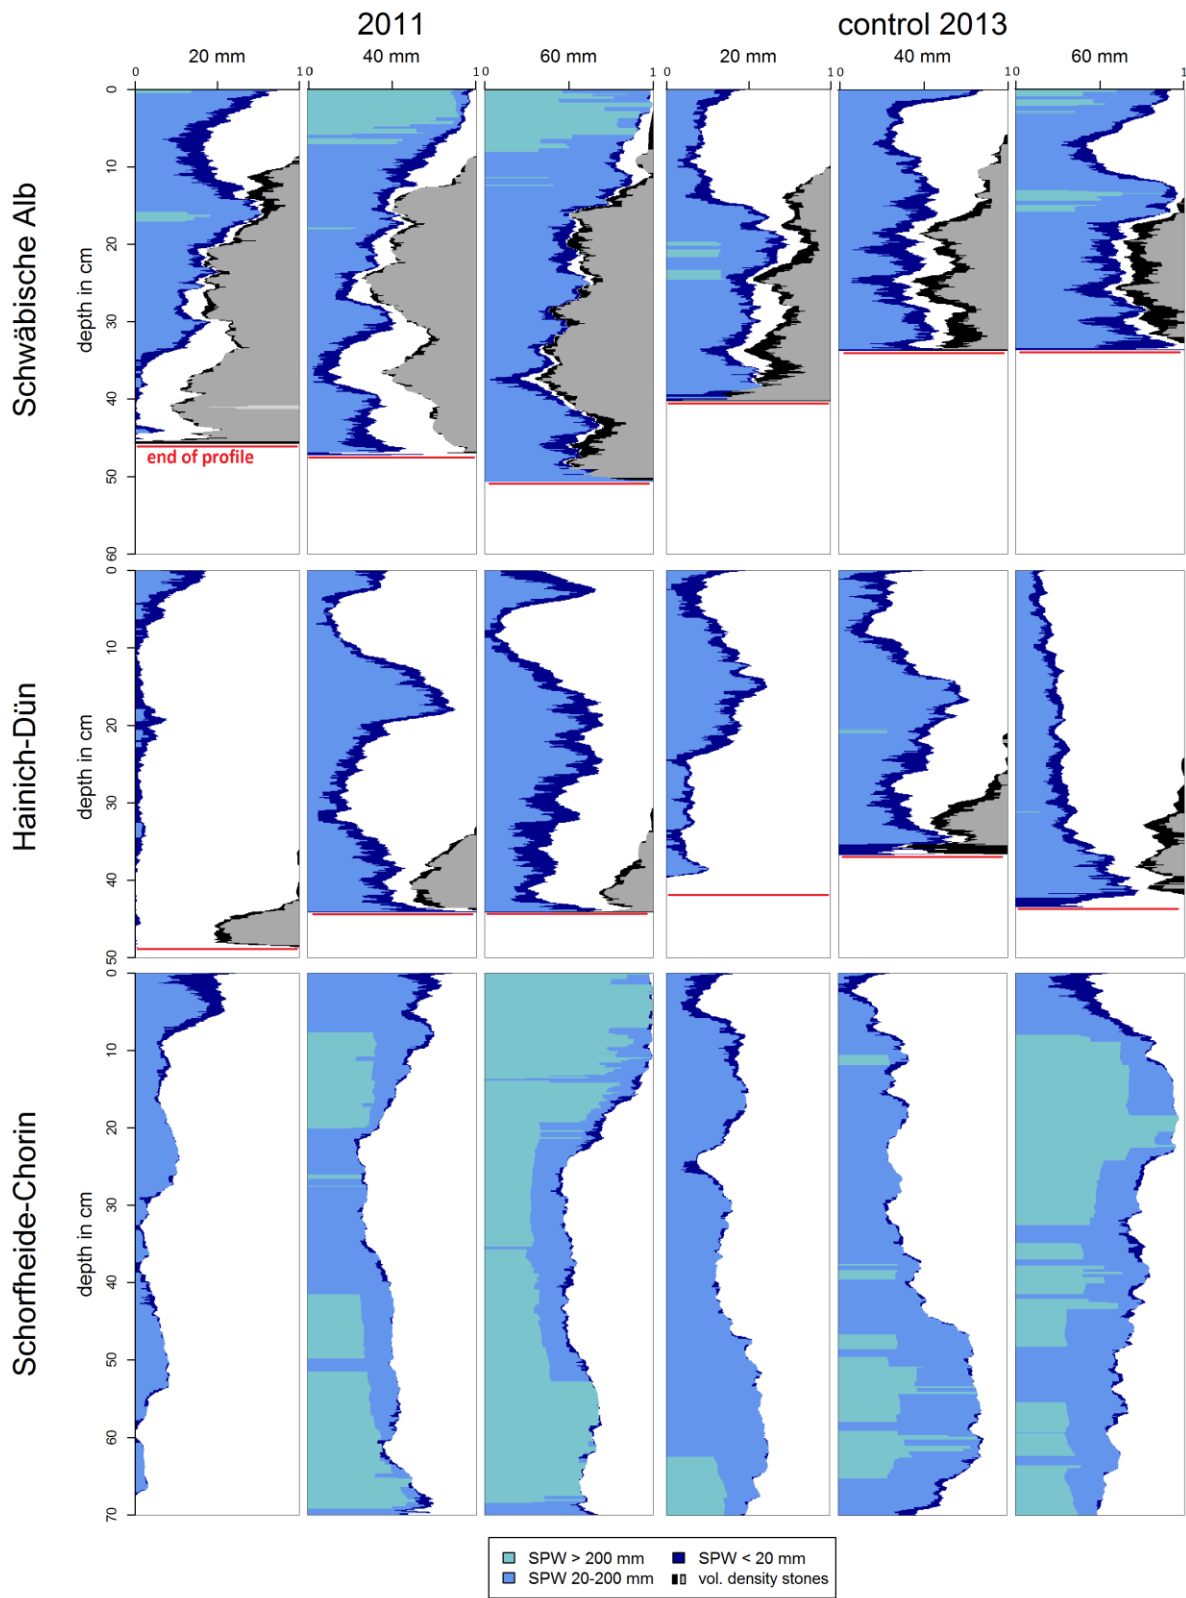 2011 control 2013
20 mm 40 mm 60 mm 20 mm 40 mm 60 mm
0 1 0 1 0 1 0 1 0 1 0 1
Schwäbische Alb
depth in cm
0
10
20
30
40
50
60
end of profile
Hainich-Dün
depth in cm
0
10
20
30
40
50
Schorfheide-Chorin
depth in cm
0
10
20
30
40
50
60
70
SPW > 200 mm SPW < 20 mm
SPW 20-200 mm vol. density stones